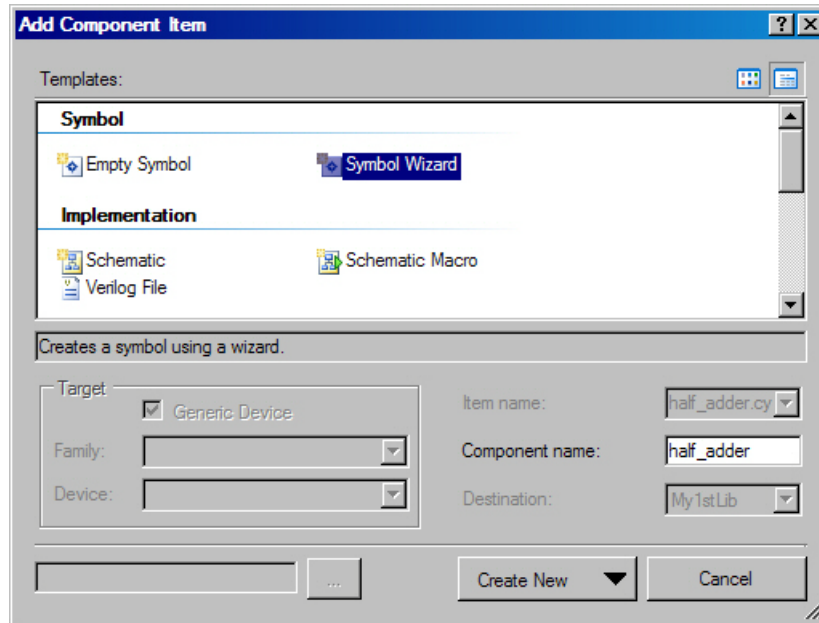 Add Component Item
Templates:
Symbol
Empty Symbol Symbol Wizard
Implementation
Schematic Schematic Macro
Verilog File
Creates a symbol using a wizard.
Target
Generic Device
Family:
Device:
Item name: half_adder.cy
Component name: half_adder
Destination: My1stLib
... Create New Cancel